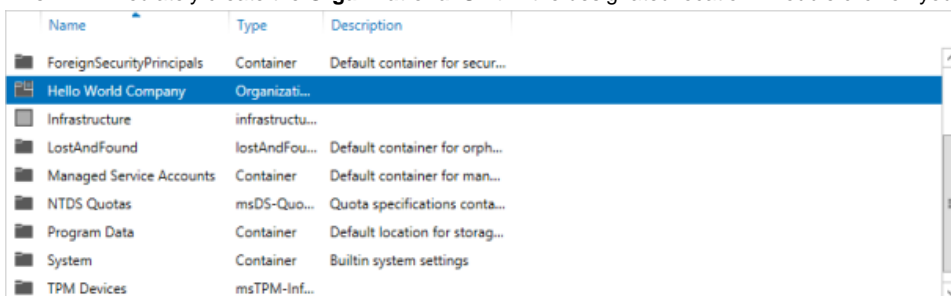 Name Type Description
ForeignSecurityPrincipals Container Default container for secur...
Hello World Company Organizati...
Infrastructure infrastructu...
LostAndFound lostAndFou... Default container for orph...
Managed Service Accounts Container Default container for man...
NTDS Quotas msDS-Quo... Quota specifications conta...
Program Data Container Default location for storag...
System Container Builtin system settings
TPM Devices msTPM-Inf...